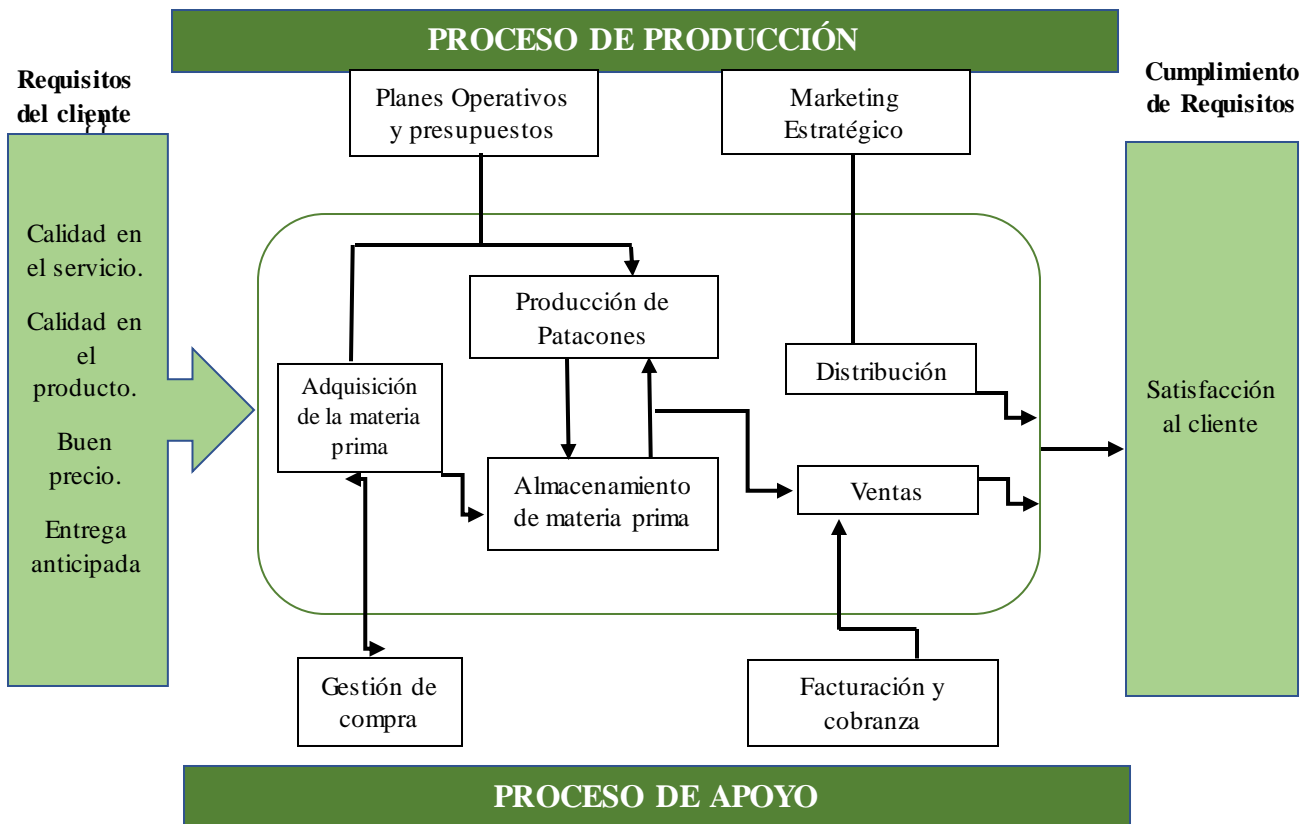 PROCESO DE PRODUCCIÓN
Requisitos
del cliente
} }
Planes Operativos
y presupuestos
Marketing
Estratégico
Cumplimiento
de Requisitos
Calidad en
el servicio.
Calidad en
el
producto.
Buen
precio.
Entrega
anticipada
Producción de
Patacones
Adquisición
de la materia
prima
Almacenamiento
de materia prima
Distribución
Ventas
Satisfacción
al cliente
Gestión de
compra
Facturación y
cobranza
PROCESO DE APOYO